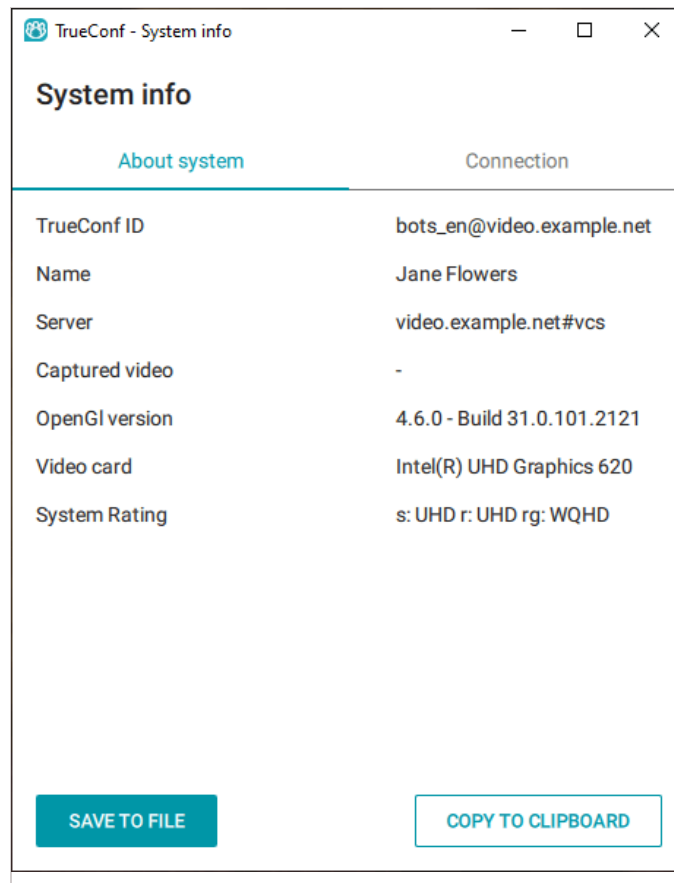 TrueConf - System info
System info
About system Connection
TrueConf ID bots_en@video.example.net
Name Jane Flowers
Server video.example.net#vcs
Captured video -
OpenGl version 4.6.0 - Build 31.0.101.2121
Video card Intel(R) UHD Graphics 620
System Rating s: UHD r: UHD rg: WQHD
SAVE TO FILE COPY TO CLIPBOARD